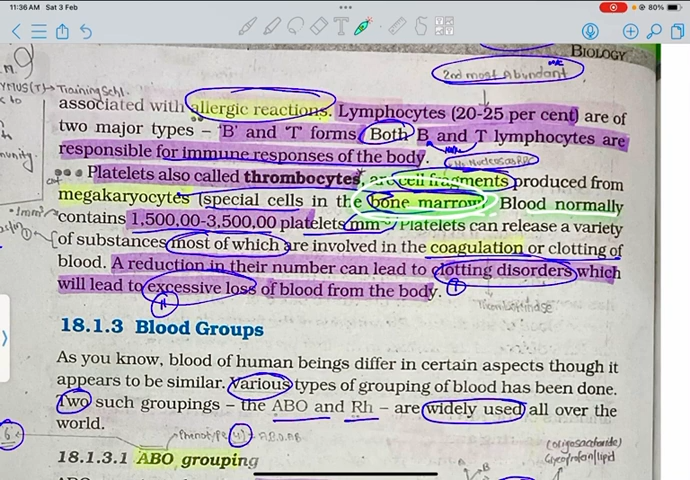 11:36 AM Sat 3 Feb
80%
BIOLOGY
2nd most Abundant
Training Schl.
associated with allergic reactions. Lymphocytes (20-25 per cent) are of
two major types – 'B' and 'T' forms. Both B and T lymphocytes are
responsible for immune responses of the body.
Platelets also called thrombocytes, are cell fragments produced from
megakaryocytes (special cells in the bone marrow). Blood normally
contains 1,500,00-3,500,00 platelets mm⁻³. Platelets can release a variety
of substances most of which are involved in the coagulation or clotting of
blood. A reduction in their number can lead to clotting disorders which
will lead to excessive loss of blood from the body.
18.1.3 Blood Groups
As you know, blood of human beings differ in certain aspects though it
appears to be similar. Various types of grouping of blood has been done.
Two such groupings – the ABO and Rh – are widely used all over the
world.
(oligosaccharide)
18.1.3.1 ABO grouping
A
B